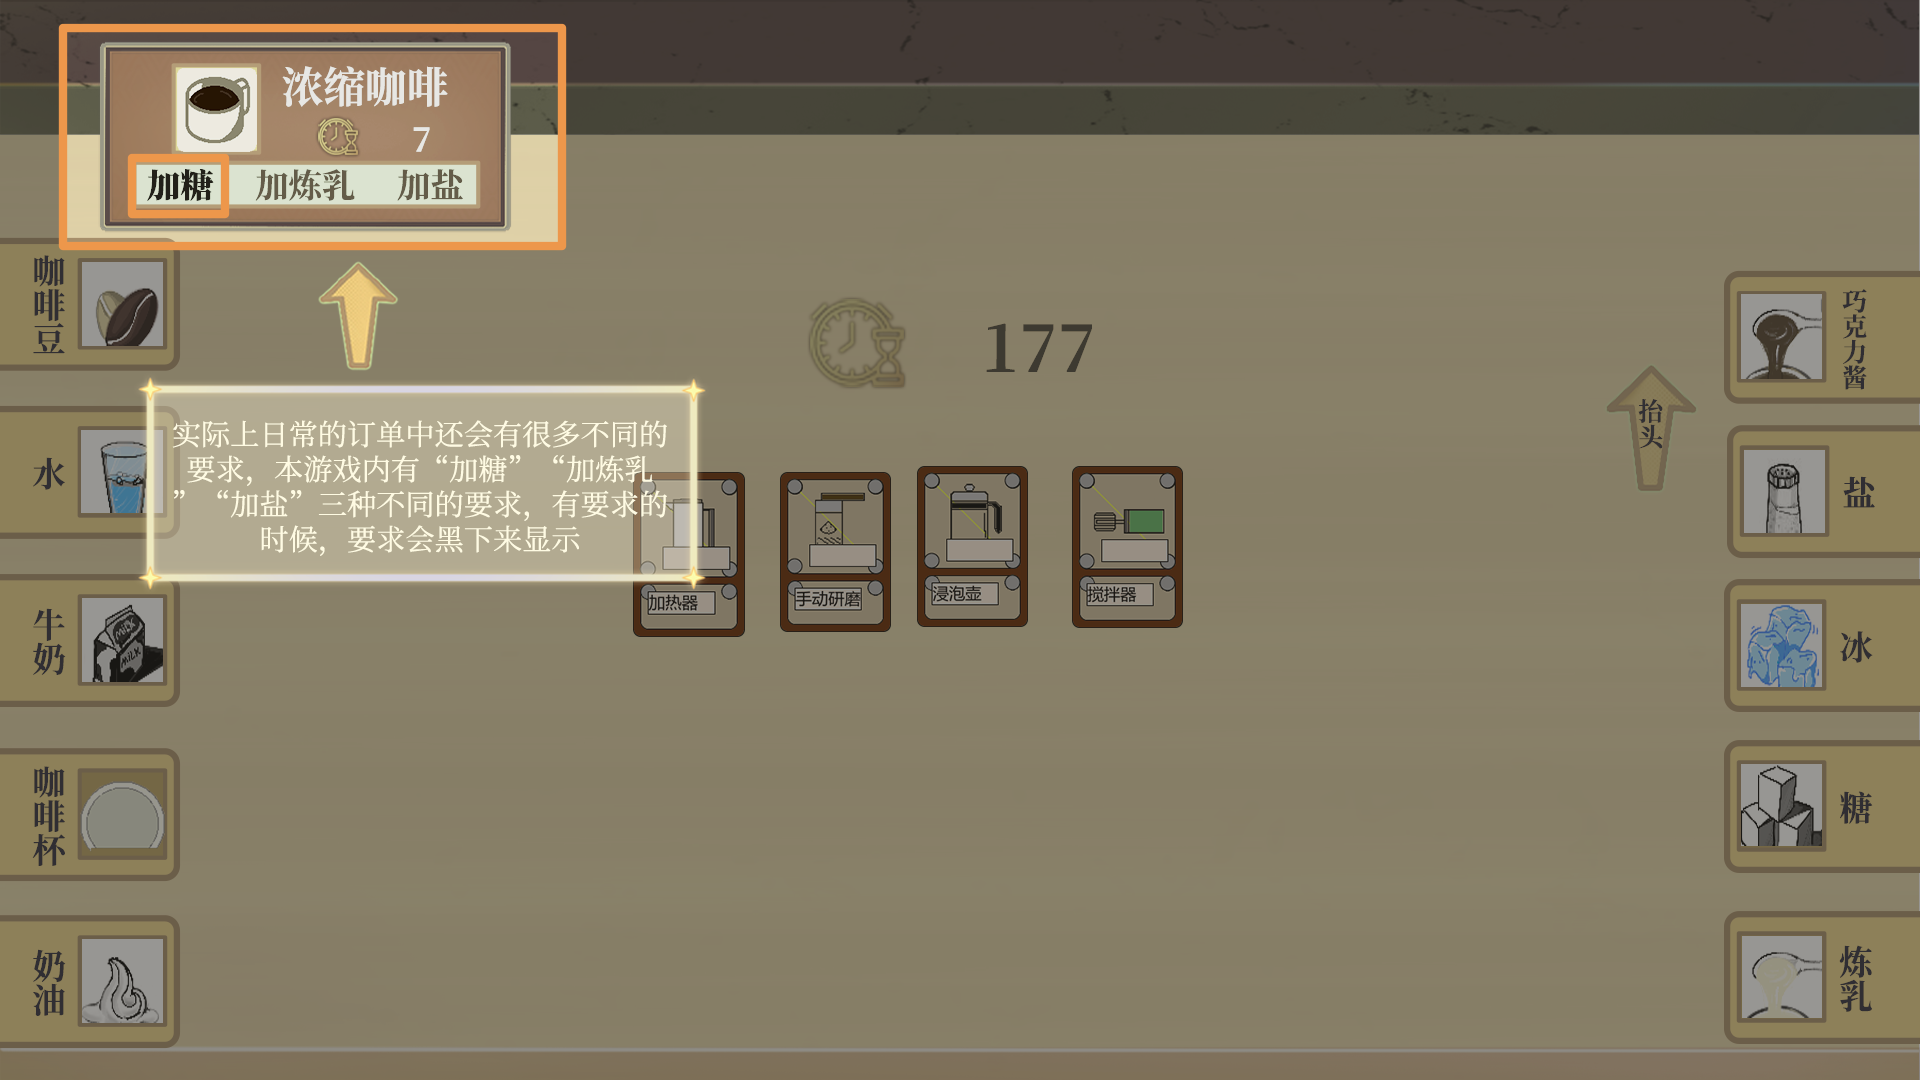 浓缩咖啡
7
加糖 加炼乳 加盐
咖啡豆
水
牛奶
咖啡杯
奶油
177
实际上日常的订单中还会有很多不同的
要求，本游戏内有“加糖”“加炼乳
”“加盐”三种不同的要求，有要求的
时候，要求会黑下来显示
加热器
手动研磨
浸泡壶
搅拌器
MILK
MILK
抬头
巧克力酱
盐
冰
糖
炼乳